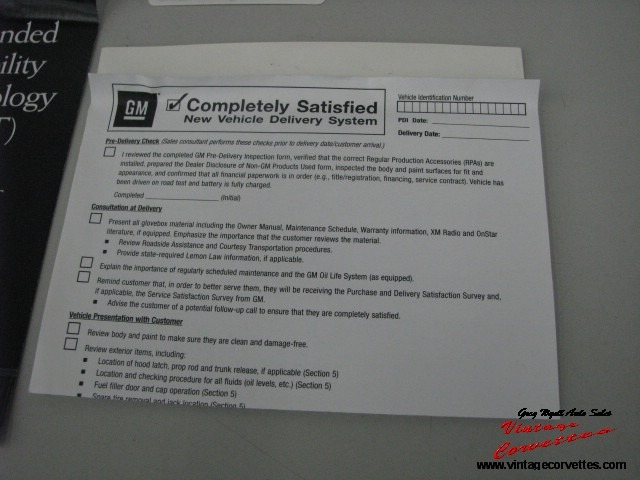 nded
ility
ology
T)
GM
Completely Satisfied
New Vehicle Delivery System
Vehicle Identification Number
PDI Date:
Delivery Date:
Pre-Delivery Check (Sales consultant performs these checks prior to delivery date/customer arrival.)
I reviewed the completed GM Pre-Delivery Inspection form, verified that the correct Regular Production Accessories (RPAs) are
installed, prepared the Dealer Disclosure of Non-GM Products Used form, inspected the body and paint surfaces for fit and
appearance, and confirmed that all financial paperwork is in order (e.g., title/registration, financing, service contract). Vehicle has
been driven on road test and battery is fully charged.
Completed (Initial)
Consultation at Delivery
Present all glovebox material including the Owner Manual, Maintenance Schedule, Warranty information, XM Radio and OnStar
literature, if equipped. Emphasize the importance that the customer reviews the material.
▪ Review Roadside Assistance and Courtesy Transportation procedures.
▪ Provide state-required Lemon Law information, if applicable.
Explain the importance of regularly scheduled maintenance and the GM Oil Life System (as equipped).
Remind customer that, in order to better serve them, they will be receiving the Purchase and Delivery Satisfaction Survey and,
if applicable, the Service Satisfaction Survey from GM.
▪ Advise the customer of a potential follow-up call to ensure that they are completely satisfied.
Vehicle Presentation with Customer
Review body and paint to make sure they are clean and damage-free.
Review exterior items, including:
▪ Location of hood latch, prop rod and trunk release, if applicable (Section 5)
▪ Location and checking procedure for all fluids (oil levels, etc.) (Section 5)
▪ Fuel filler door and cap operation (Section 5)
▪ Spare tire removal and jack location (Section 5)
Greg Wyatt Auto Sales
Vintage
Corvettes
www.vintagecorvettes.com